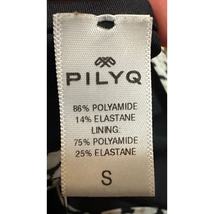 PILYQ
86% POLYAMIDE
14% ELASTANE
LINING:
75% POLYAMIDE
25% ELASTANE
S